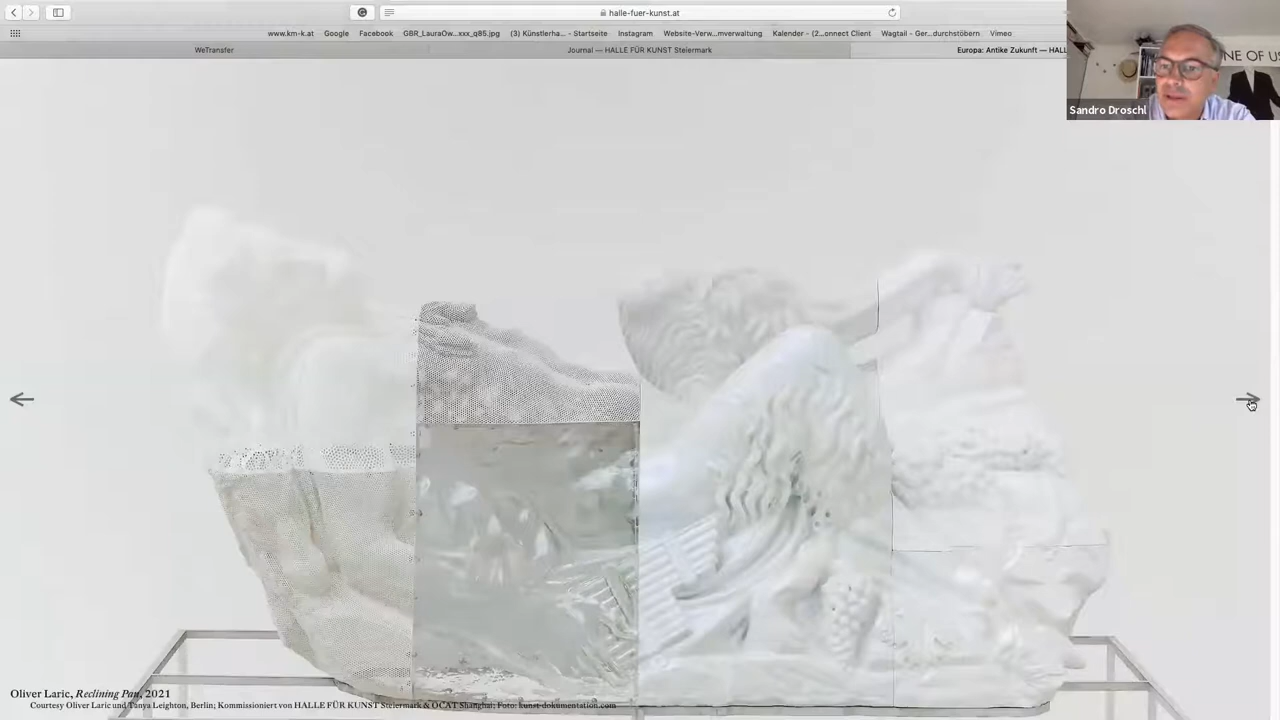 halle-fuer-kunst.at
www.km-k.at Google Facebook GBR_LauraOw...xxx_q85.jpg (3) Künstlerha... - Startseite Instagram Website-Verw...mverwaltung Kalender - (2...onnect Client Wagtail - Ger...durchstöbern Vimeo
WeTransfer Journal — HALLE FÜR KUNST Steiermark Europa: Antike Zukunft — HALL
NE OF US
Sandro Droschl
Oliver Laric, Reclining Pan, 2021
Courtesy Oliver Laric und Tanya Leighton, Berlin; Kommissioniert von HALLE FÜR KUNST Steiermark & OCAT Shanghai; Foto: kunst-dokumentation.com